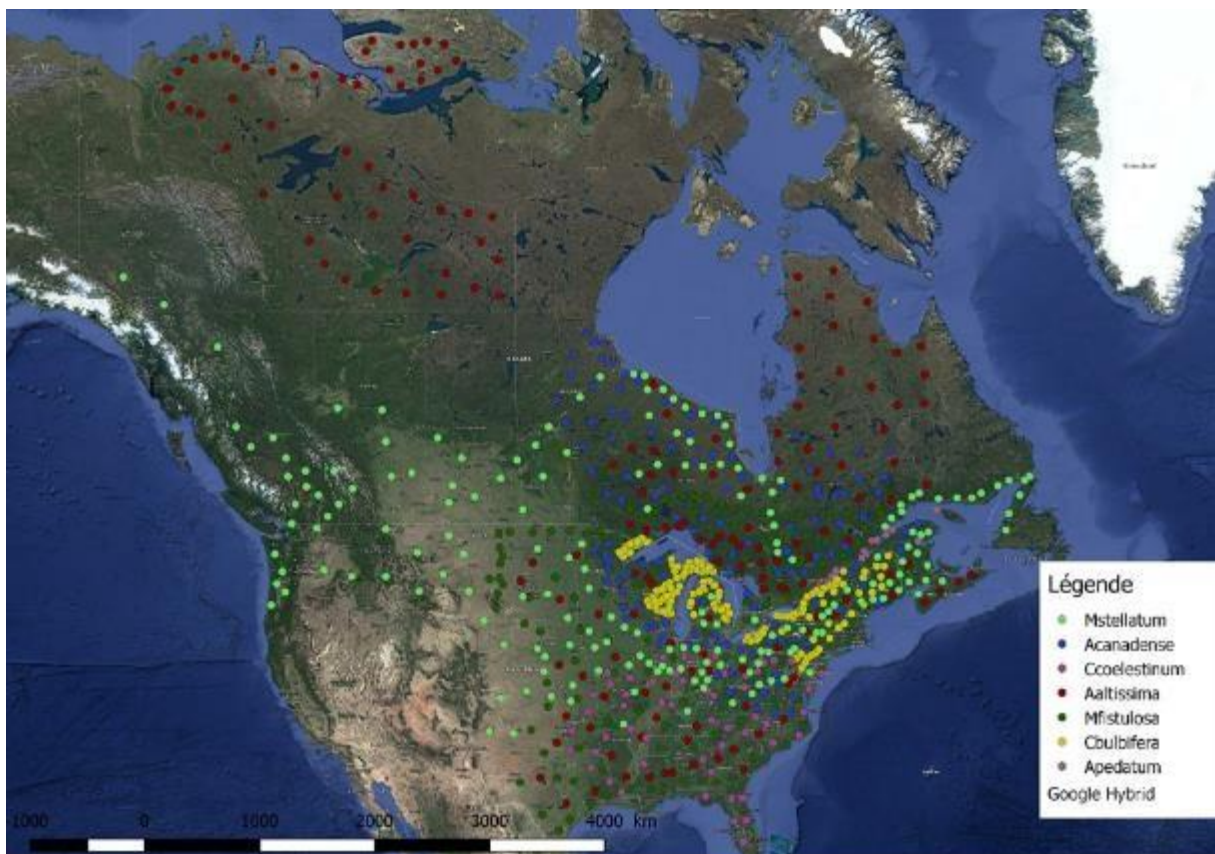 Légende
Mstellatum
Acanadense
Ccoelestinum
Aaltissima
Mfistulosa
Cbulbifera
Apedatum
Google Hybrid
1000 0 1000 2000 3000 4000 km